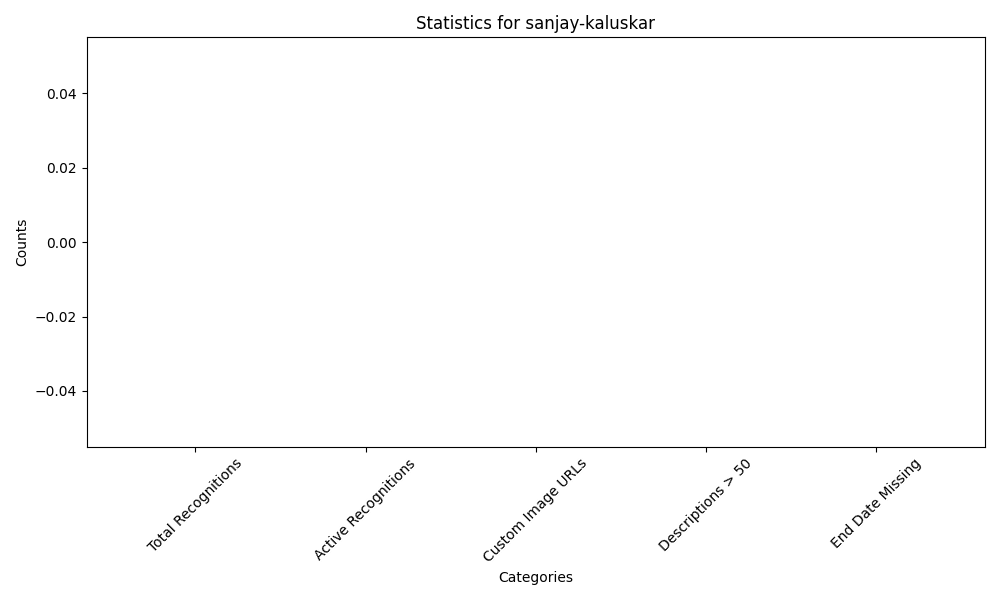 Statistics for sanjay-kaluskar
0.04
0.02
0.00
−0.02
−0.04
Counts
Total Recognitions
Active Recognitions
Custom Image URLs
Descriptions > 50
End Date Missing
Categories